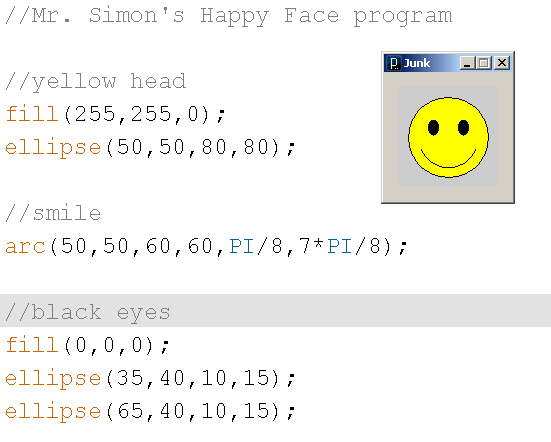 //Mr. Simon's Happy Face program
//yellow head
fill(255,255,0);
ellipse(50,50,80,80);
//smile
arc(50,50,60,60,PI/8,7*PI/8);
//black eyes
fill(0,0,0);
ellipse(35,40,10,15);
ellipse(65,40,10,15);
Junk